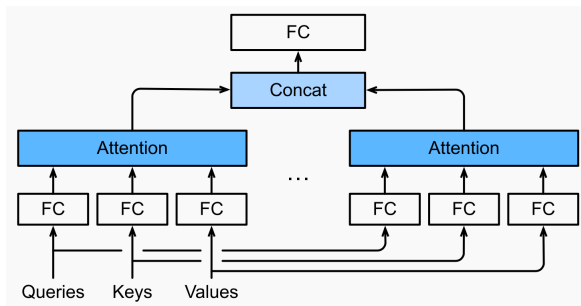 FC
Concat
Attention Attention
...
FC FC FC FC FC FC
Queries Keys Values